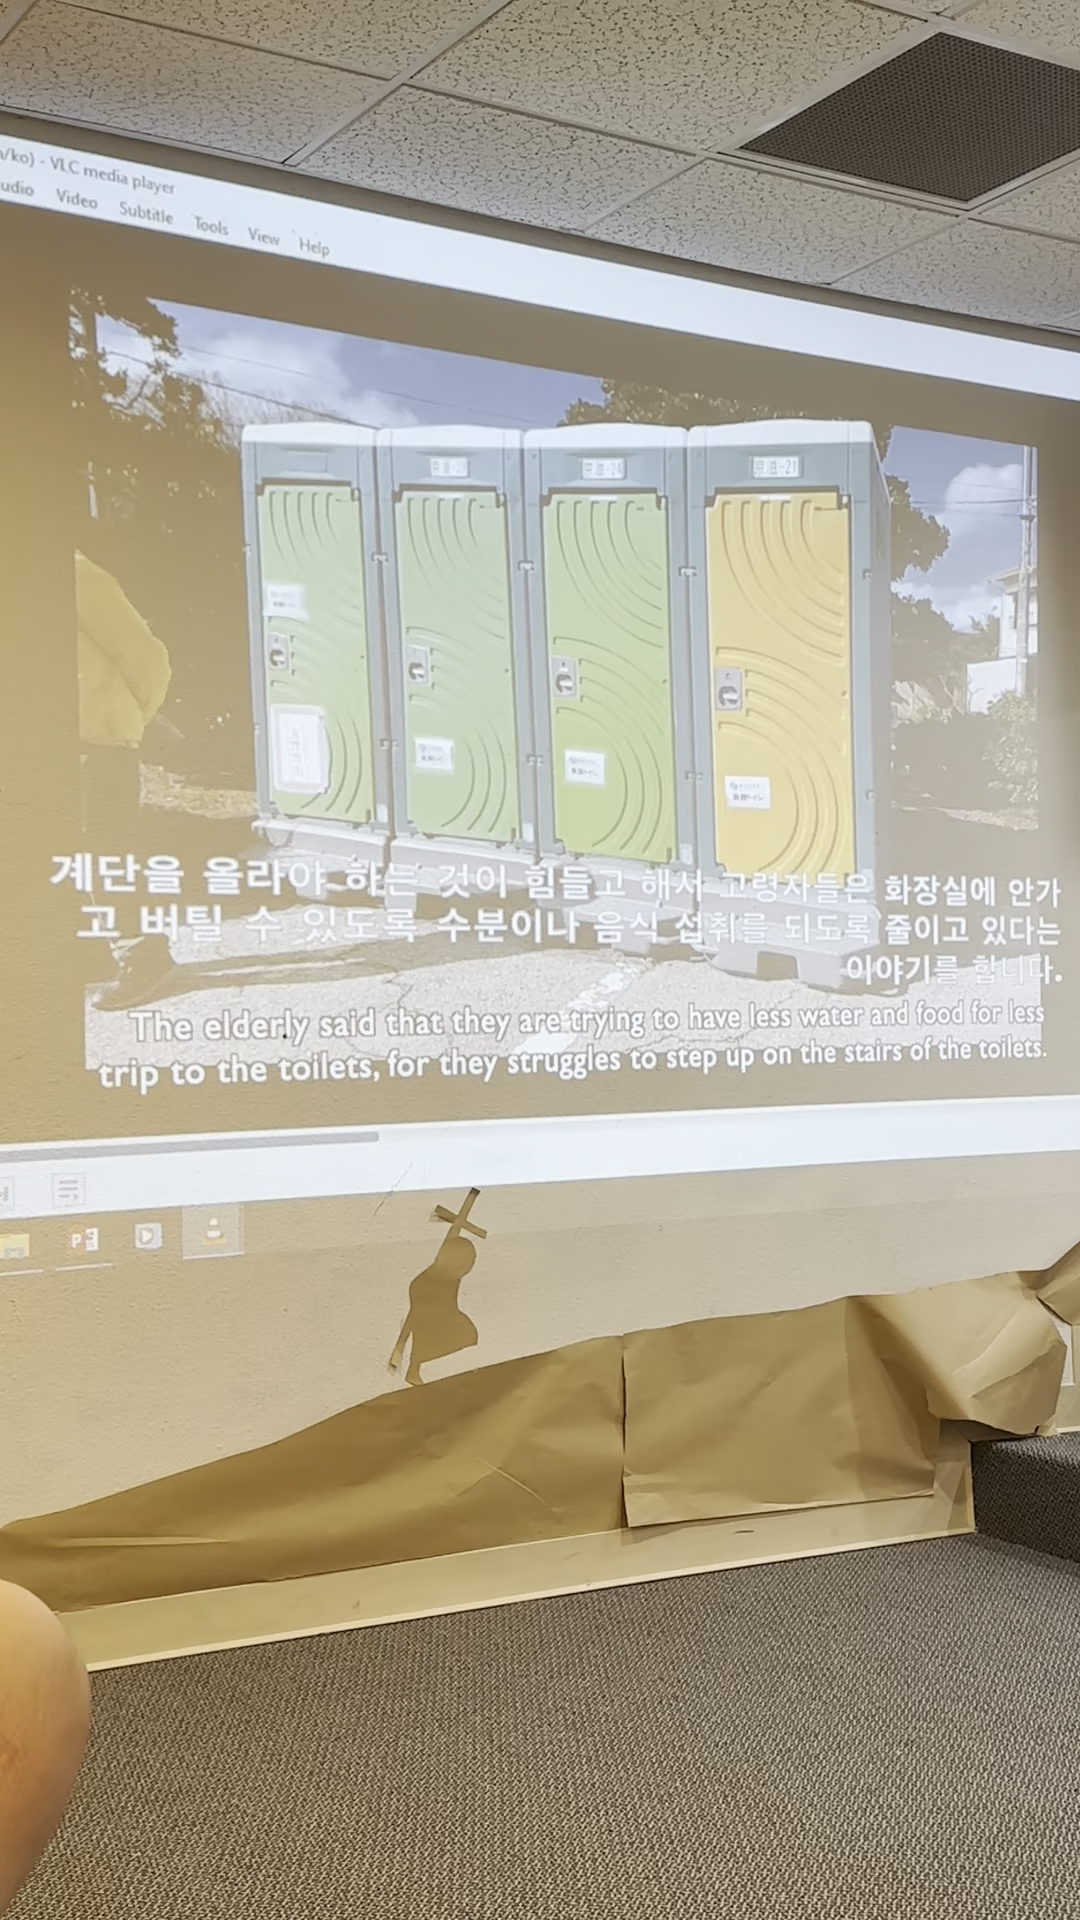 /ko) - VLC media player
udio Video Subtitle Tools View Help
-21
계단을 올라야 하는 것이 힘들고 해서 고령자들은 화장실에 안가
고 버틸 수 있도록 수분이나 음식 섭취를 되도록 줄이고 있다는
이야기를 합니다.
The elderly said that they are trying to have less water and food for less
trip to the toilets, for they struggles to step up on the stairs of the toilets.